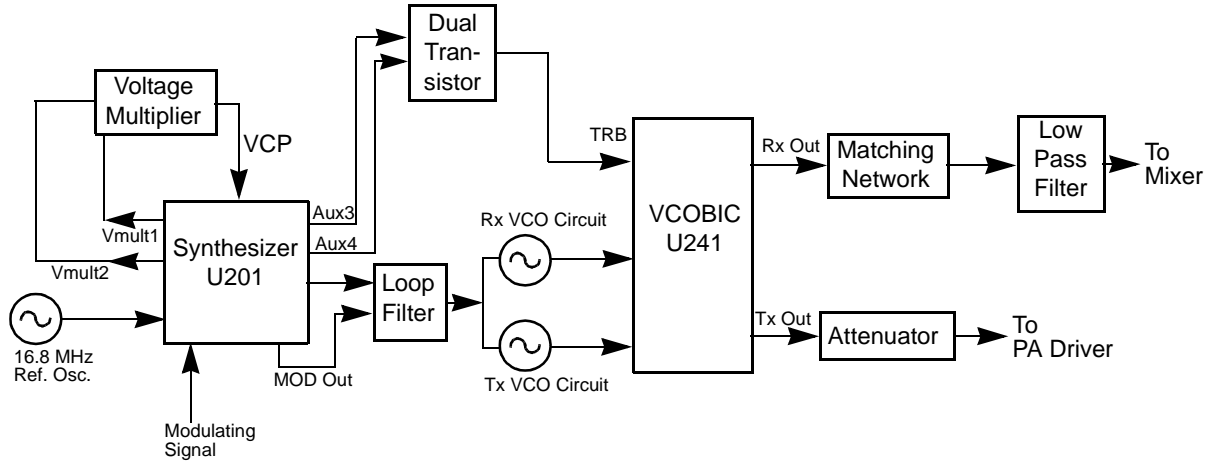 Dual
Tran-
sistor
Voltage
Multiplier
VCP
TRB
Rx Out
Matching
Network
Low
Pass
Filter
To
Mixer
Vmult1
Vmult2
Synthesizer
U201
Aux3
Aux4
Rx VCO Circuit
VCOBIC
U241
Loop
Filter
16.8 MHz
Ref. Osc.
MOD Out
Tx VCO Circuit
Tx Out
Attenuator
To
PA Driver
Modulating
Signal